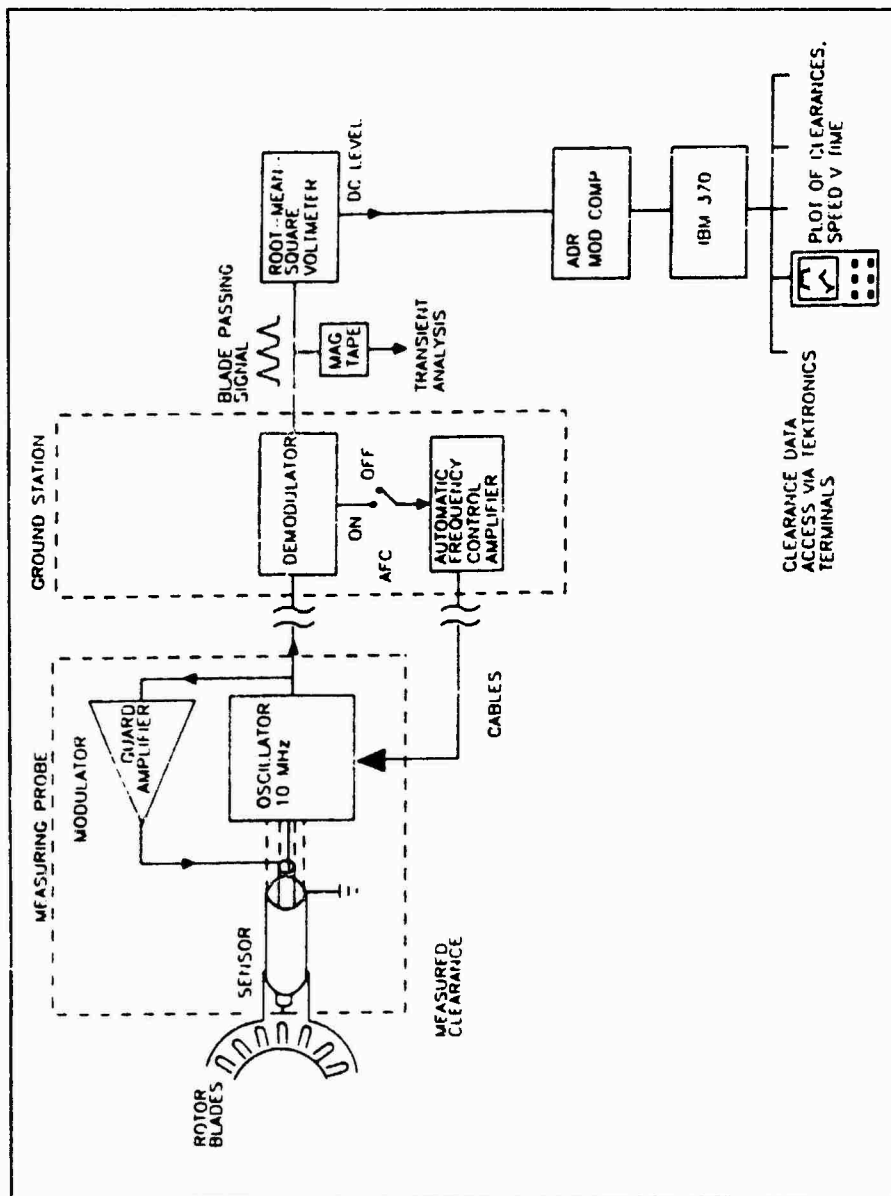 MEASURING PROBE
MODULATOR
GUARD
AMPLIFIER
OSCILLATOR
10 MHz
SENSOR
ROTOR
BLADES
MEASURED
CLEARANCE
CABLES
GROUND STATION
DEMODULATOR
ON
OFF
AFC
AUTOMATIC
FREQUENCY
CONTROL
AMPLIFIER
BLADE PASSING
SIGNAL
MAG
TAPE
TRANSIENT
ANALYSIS
ROOT-MEAN-
SQUARE
VOLTMETER
DC LEVEL
ADR
MOD COMP
IBM 370
PLOT OF CLEARANCES,
SPEED V TIME
CLEARANCE DATA
ACCESS VIA TEKTRONICS
TERMINALS